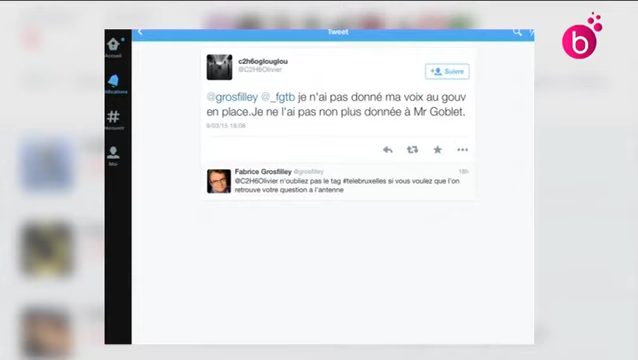 Tweet
b
Accueil
c2h6oglouglou
@C2H6Olivier
Suivre
@grosfilley @_fgtb je n'ai pas donné ma voix au gouv
en place.Je ne l'ai pas non plus donnée à Mr Goblet.
9/03/15 18:06
Fabrice Grosfilley @grosfilley
@C2H6Olivier n'oubliez pas le tag #telebruxelles si vous voulez que l'on
retrouve votre question a l'antenne
Moi